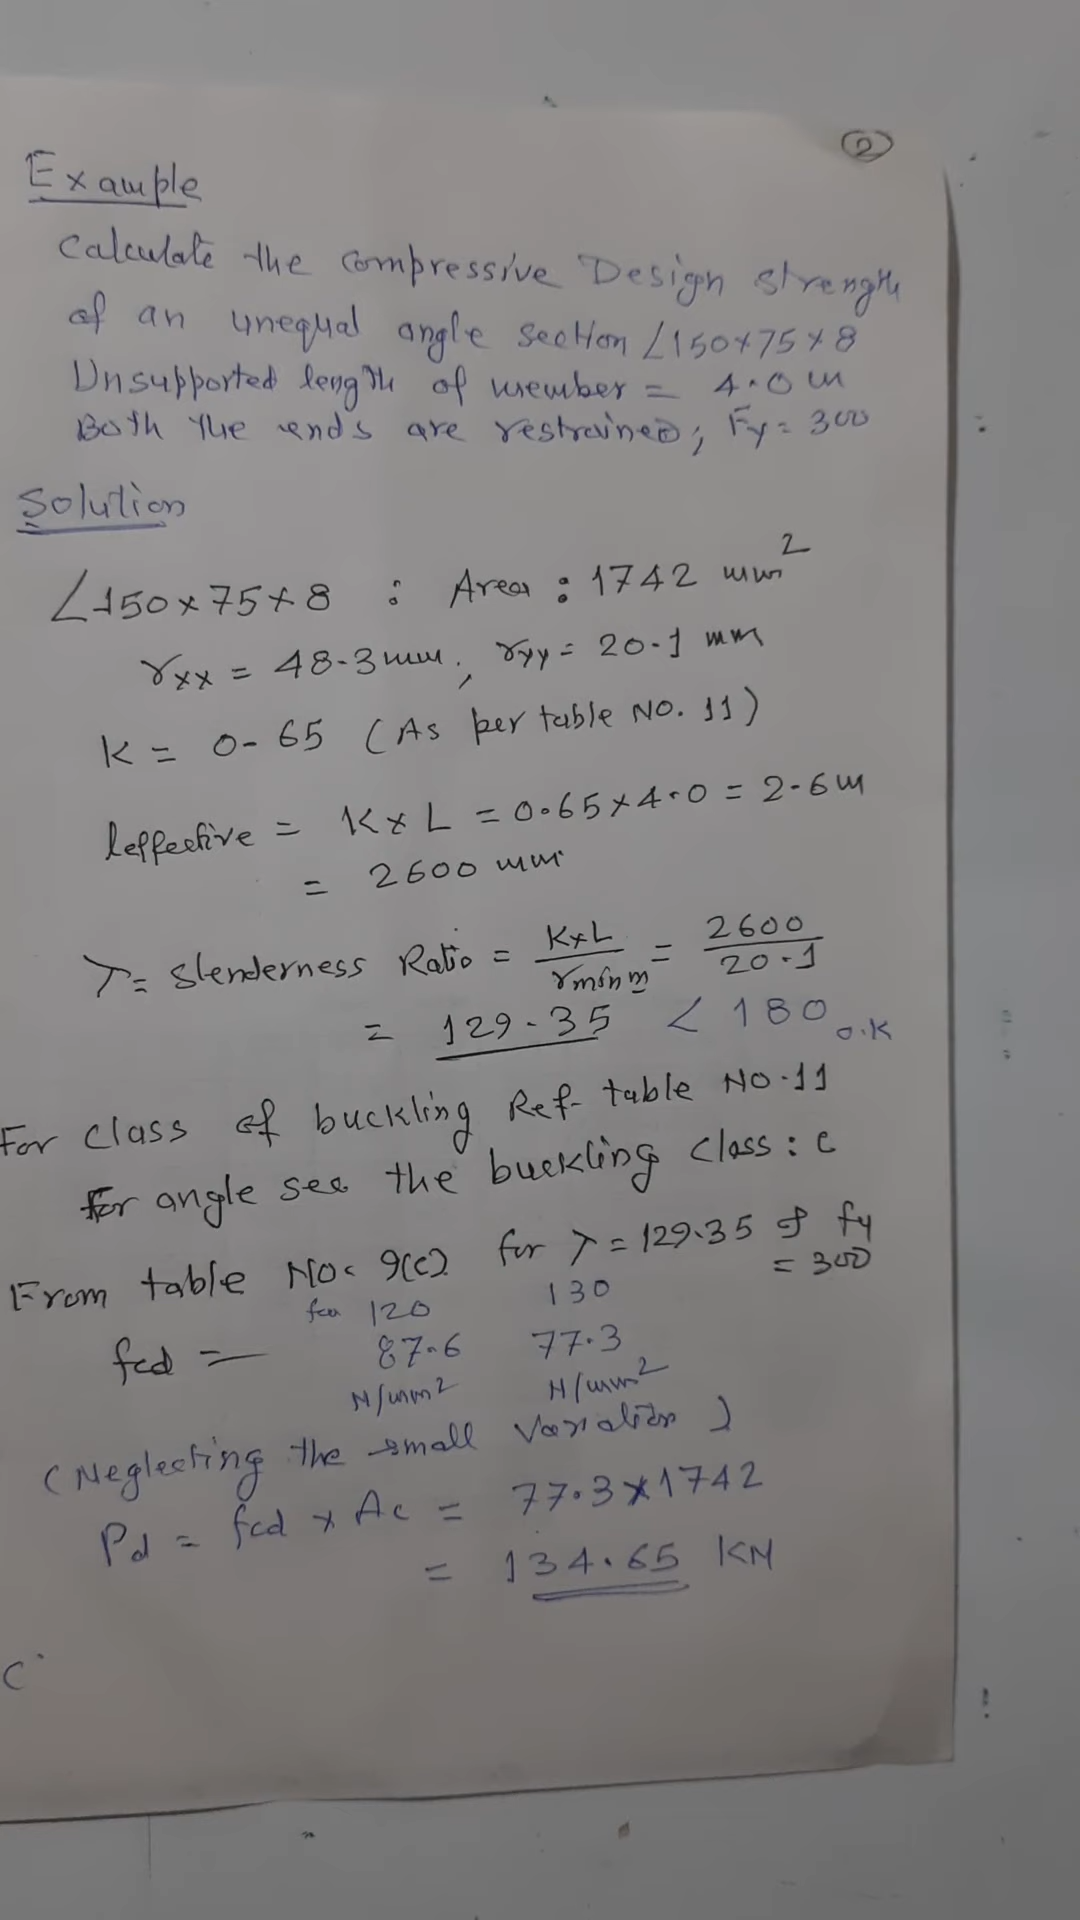 2
Example
Calculate the compressive Design strength
of an unequal angle section ∠150×75×8
Unsupported length of member = 4.0 m
Both the ends are restrained, Fy = 300
Solution
∠150×75×8 : Area : 1742 mm²
rxx = 48.3 mm, ryy = 20.1 mm
K = 0.65 (As per table NO. 11)
leffective = K×L = 0.65×4.0 = 2.6 m
= 2600 mm
λ = Slenderness Ratio = K×L / rminm = 2600 / 20.1
= 129.35 < 180 O.K
For class of buckling Ref- table NO.11
For angle see the buckling class : c
From table NO. 9(c) for λ = 129.35 & fy
= 300
for 120 130
fcd = 87.6 77.3
N/mm² N/mm²
(Neglecting the small variation)
Pd = fcd × Ac = 77.3×1742
= 134.65 KN
C